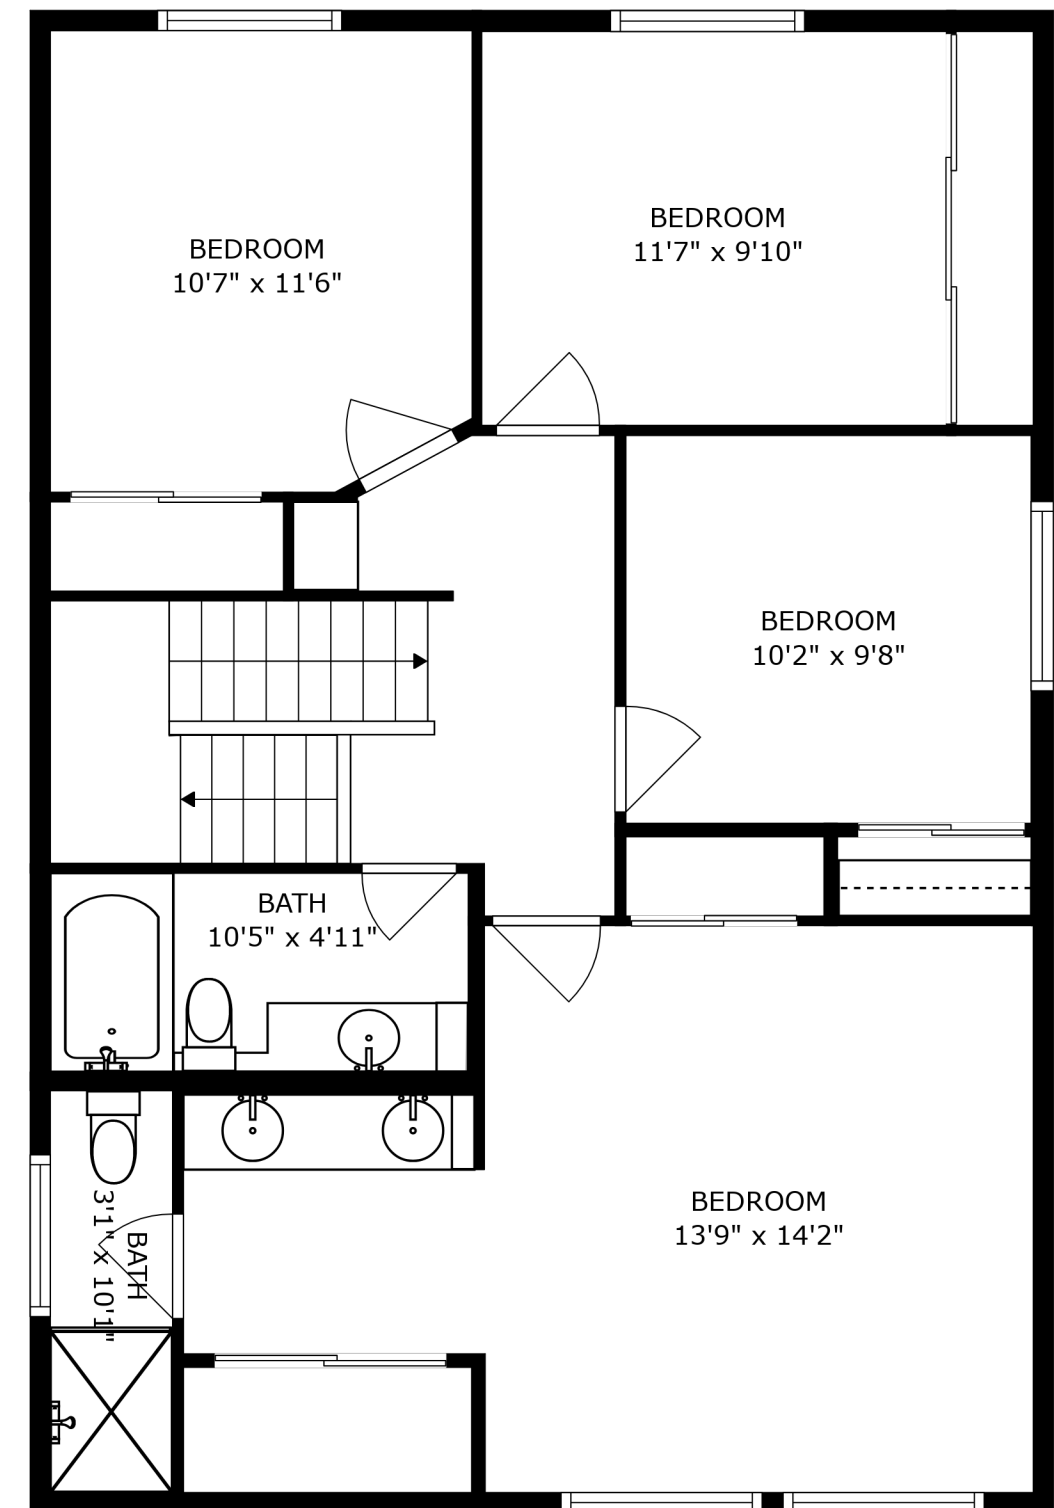 BEDROOM
11'7" x 9'10"
BEDROOM
10'7" x 11'6"
BEDROOM
10'2" x 9'8"
BATH
10'5" x 4'11"
BEDROOM
13'9" x 14'2"
BATH
3'1" x 10'1"